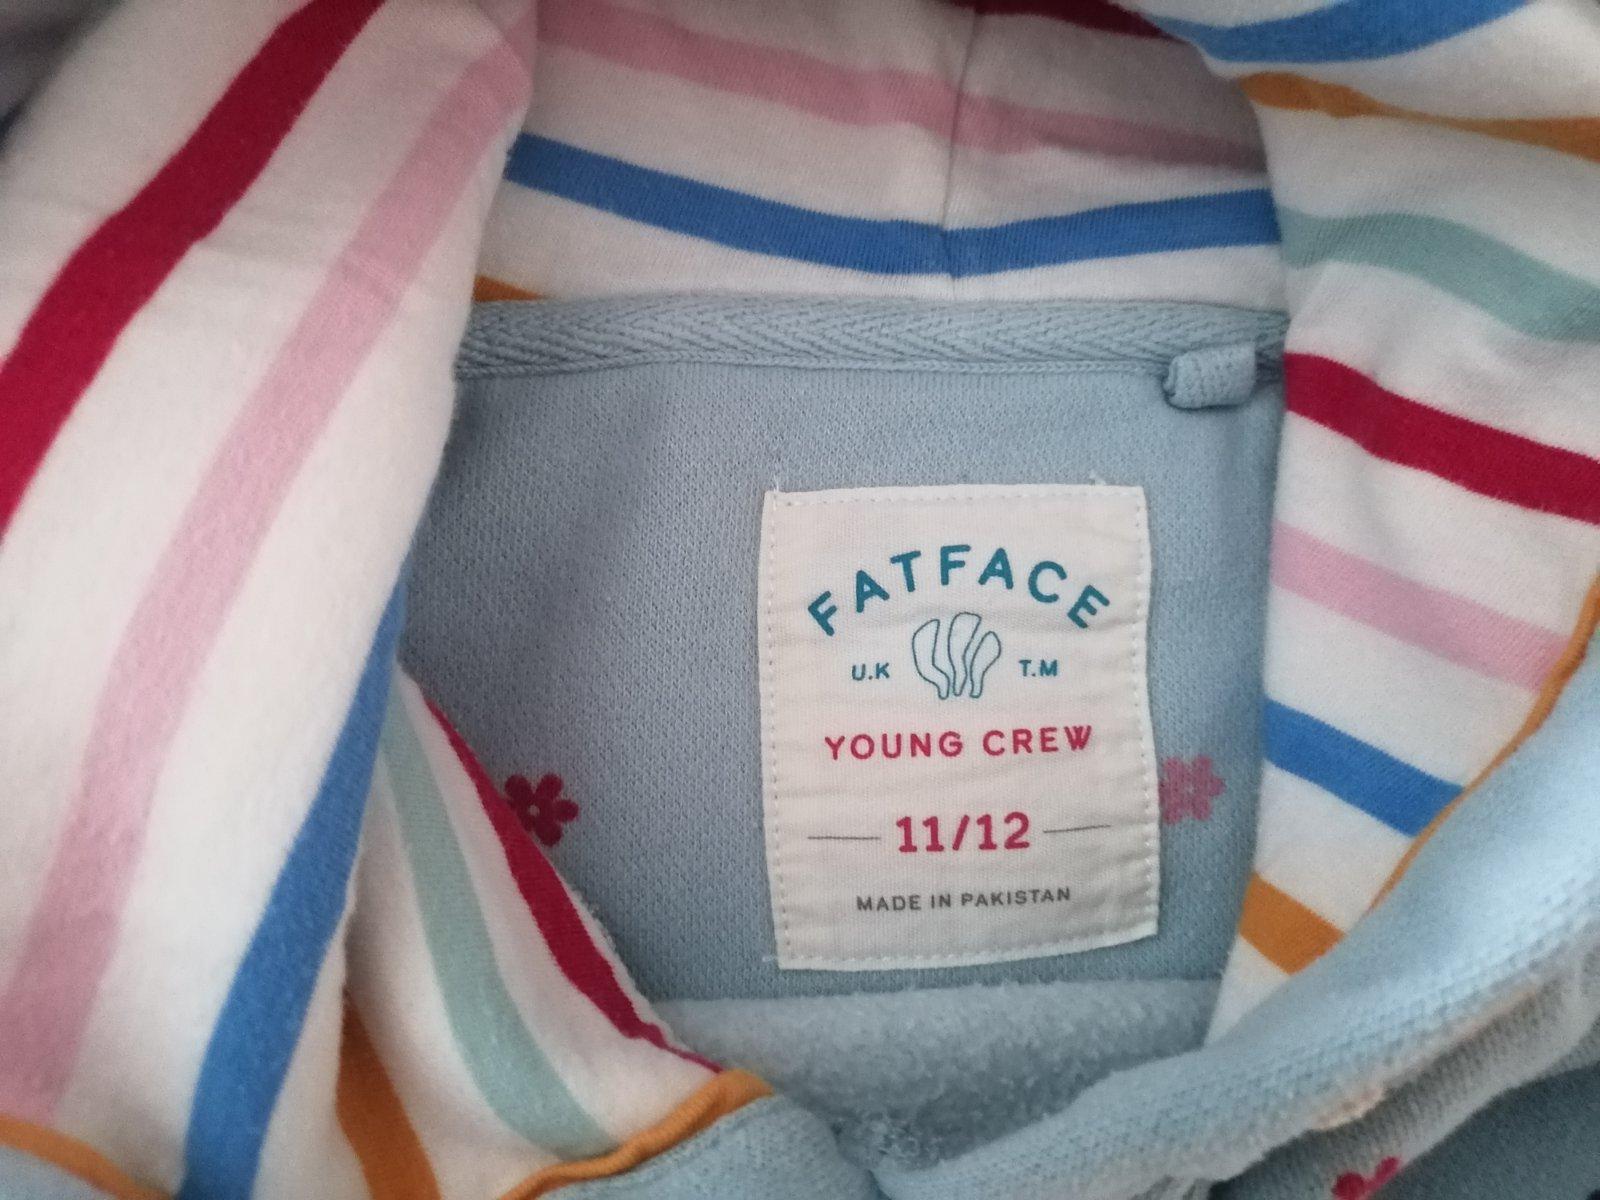 FATFACE
U.K T.M
YOUNG CREW
11/12
MADE IN PAKISTAN